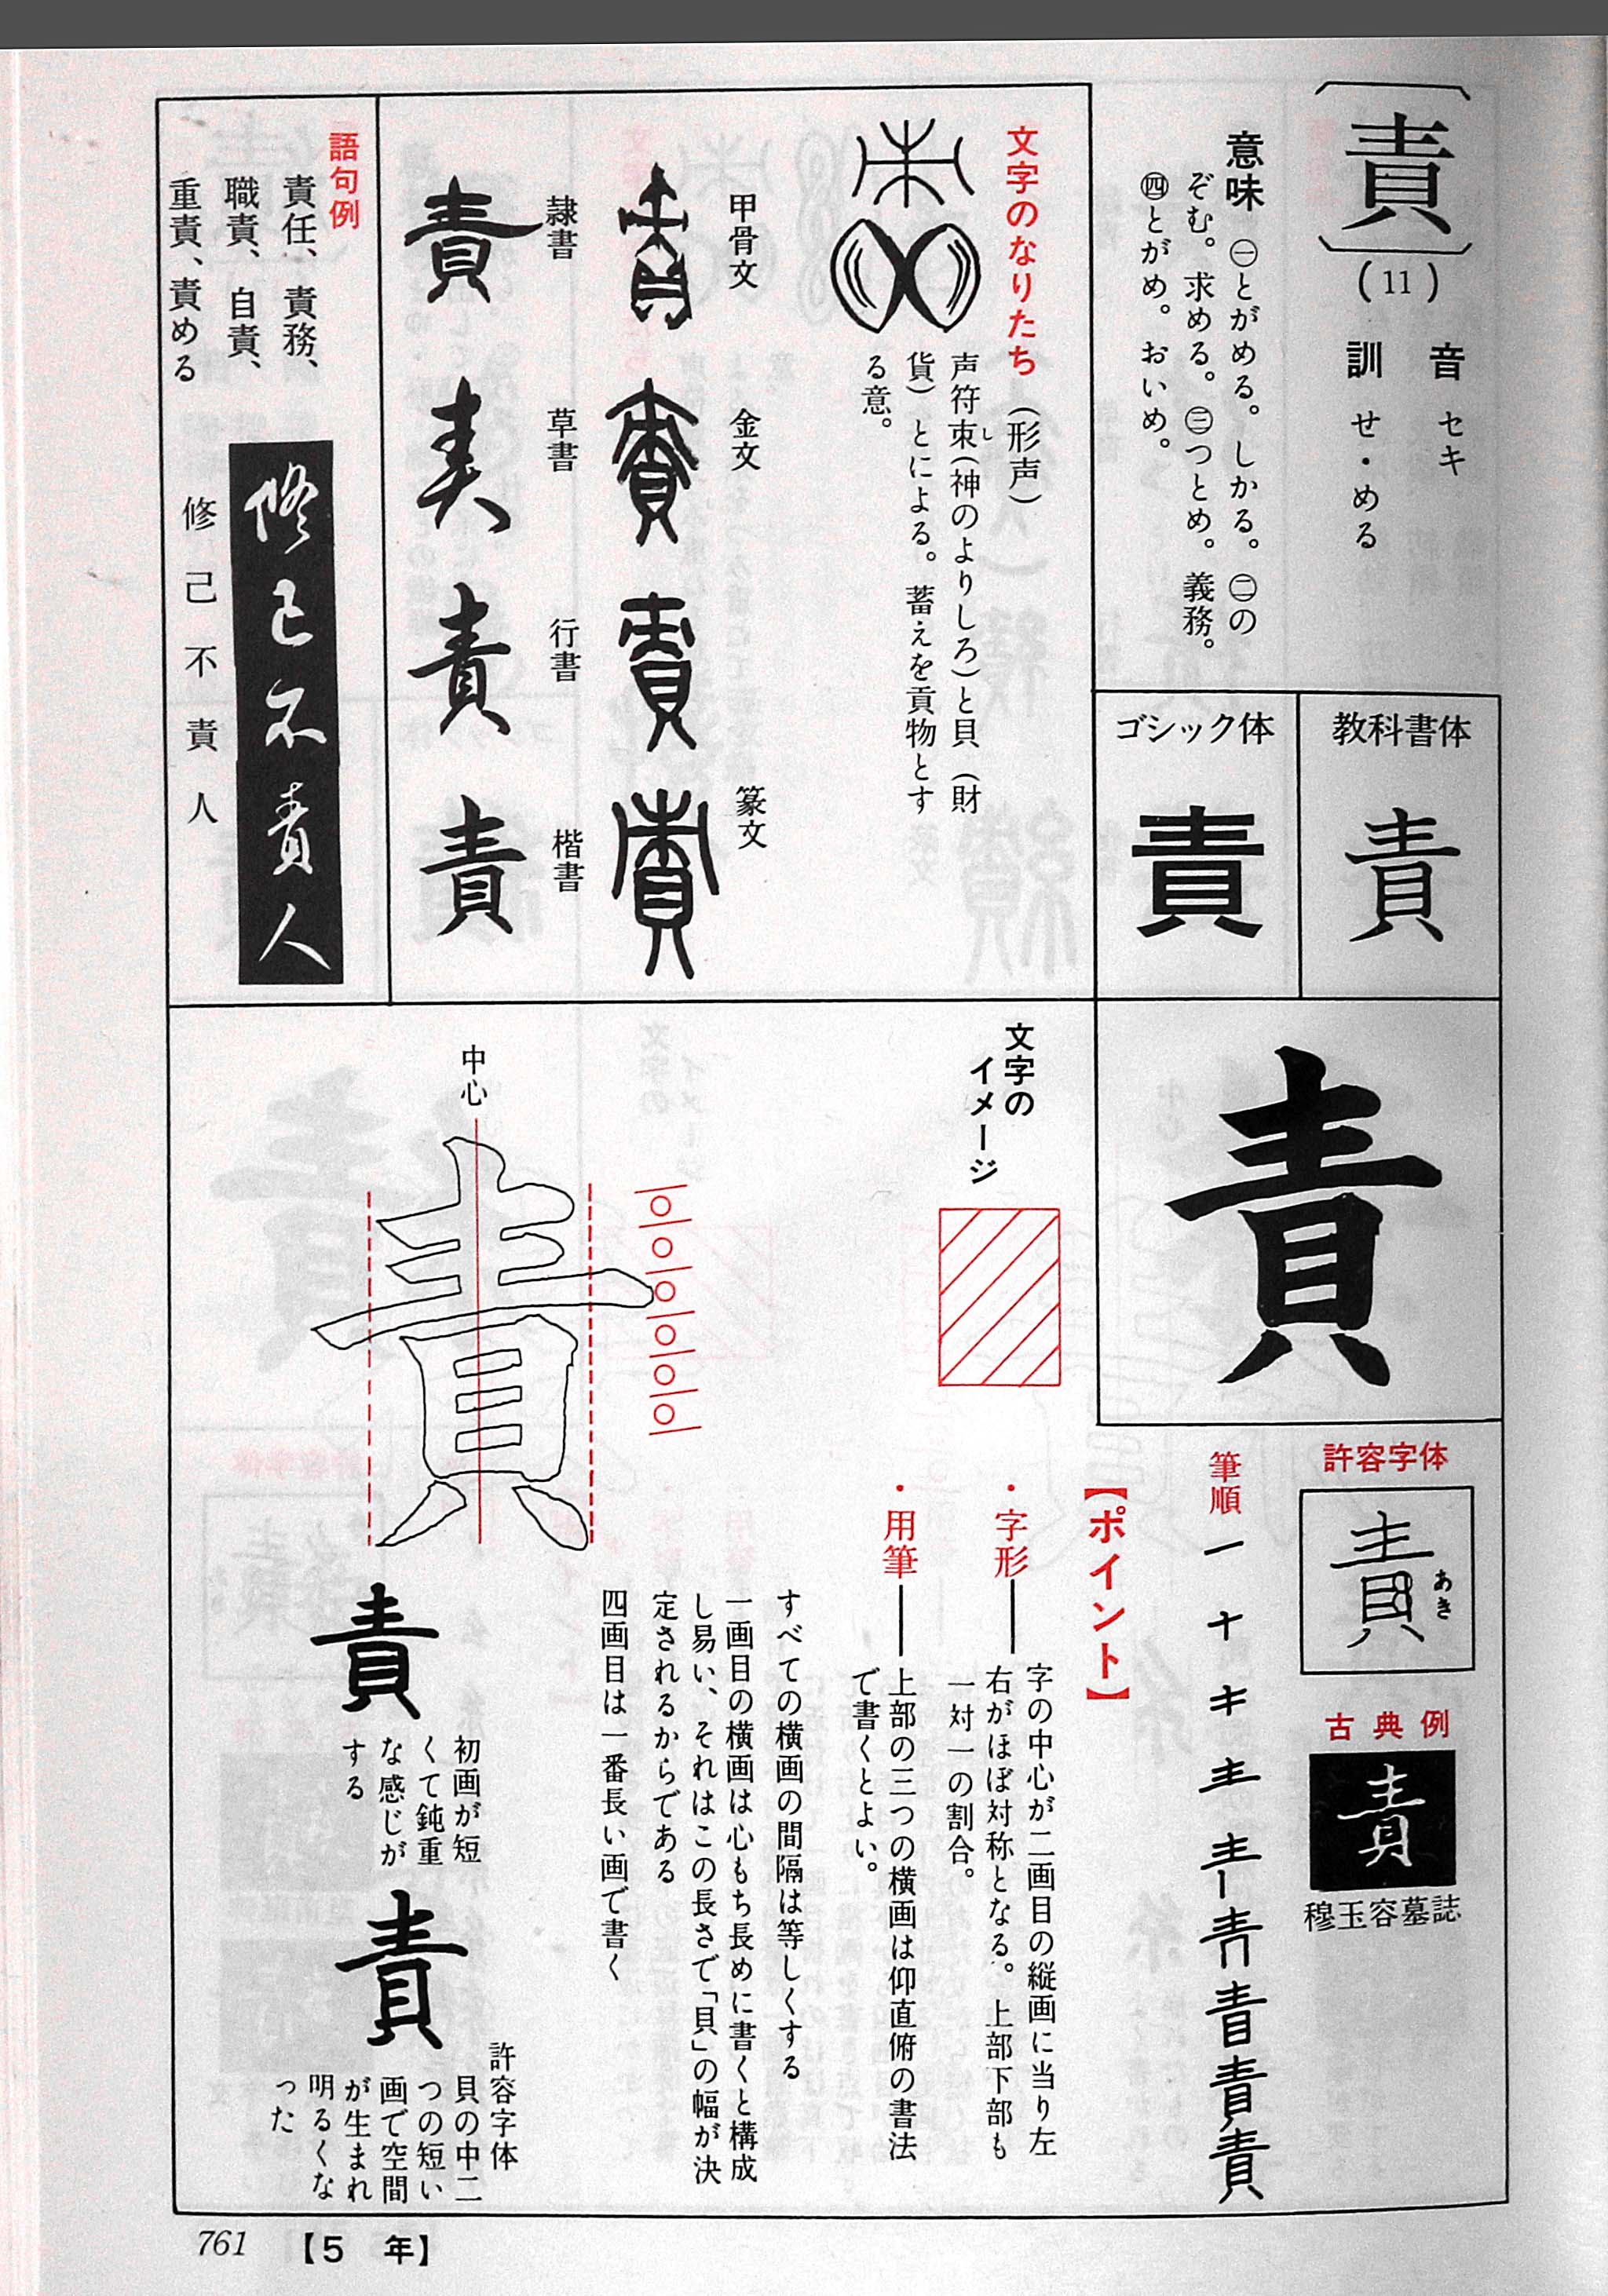 〔責〕(11)
音 セキ
訓 せ・める
意味 ㊀とがめる。しかる。㊁の
ぞむ。求める。㊂つとめ。義務。
㊃とがめ。おいめ。
教科書体
責
ゴシック体
責
責
文字のなりたち(形声)
声符朿(神のよりしろ)と貝(財
し
貨)とによる。蓄えを貢物とす
る意。
甲骨文
金文
篆文
隷書
責
草書
責
行書
責
楷書
責
語句例
責任、責務、
職責、自責、
重責、責める
修己不責人
修己不責人
許容字体
責
あき
古典例
責
穆玉容墓誌
筆順
一 十 キ 主 責 責 責
文字の
イメージ
【ポイント】
・字形——字の中心が二画目の縦画に当り左
右がほぼ対称となる。上部下部も
一対一の割合。
・用筆——上部の三つの横画は仰直俯の書法
で書くとよい。
中心
責
すべての横画の間隔は等しくする
一画目の横画は心もち長めに書くと構成
し易い、それはこの長さで「貝」の幅が決
定されるからである
四画目は一番長い画で書く
責
初画が短
くて鈍重
な感じが
する
責
許容字体
貝の中二
つの短い
画で空間
が生まれ
明るくな
った
761 【5 年】